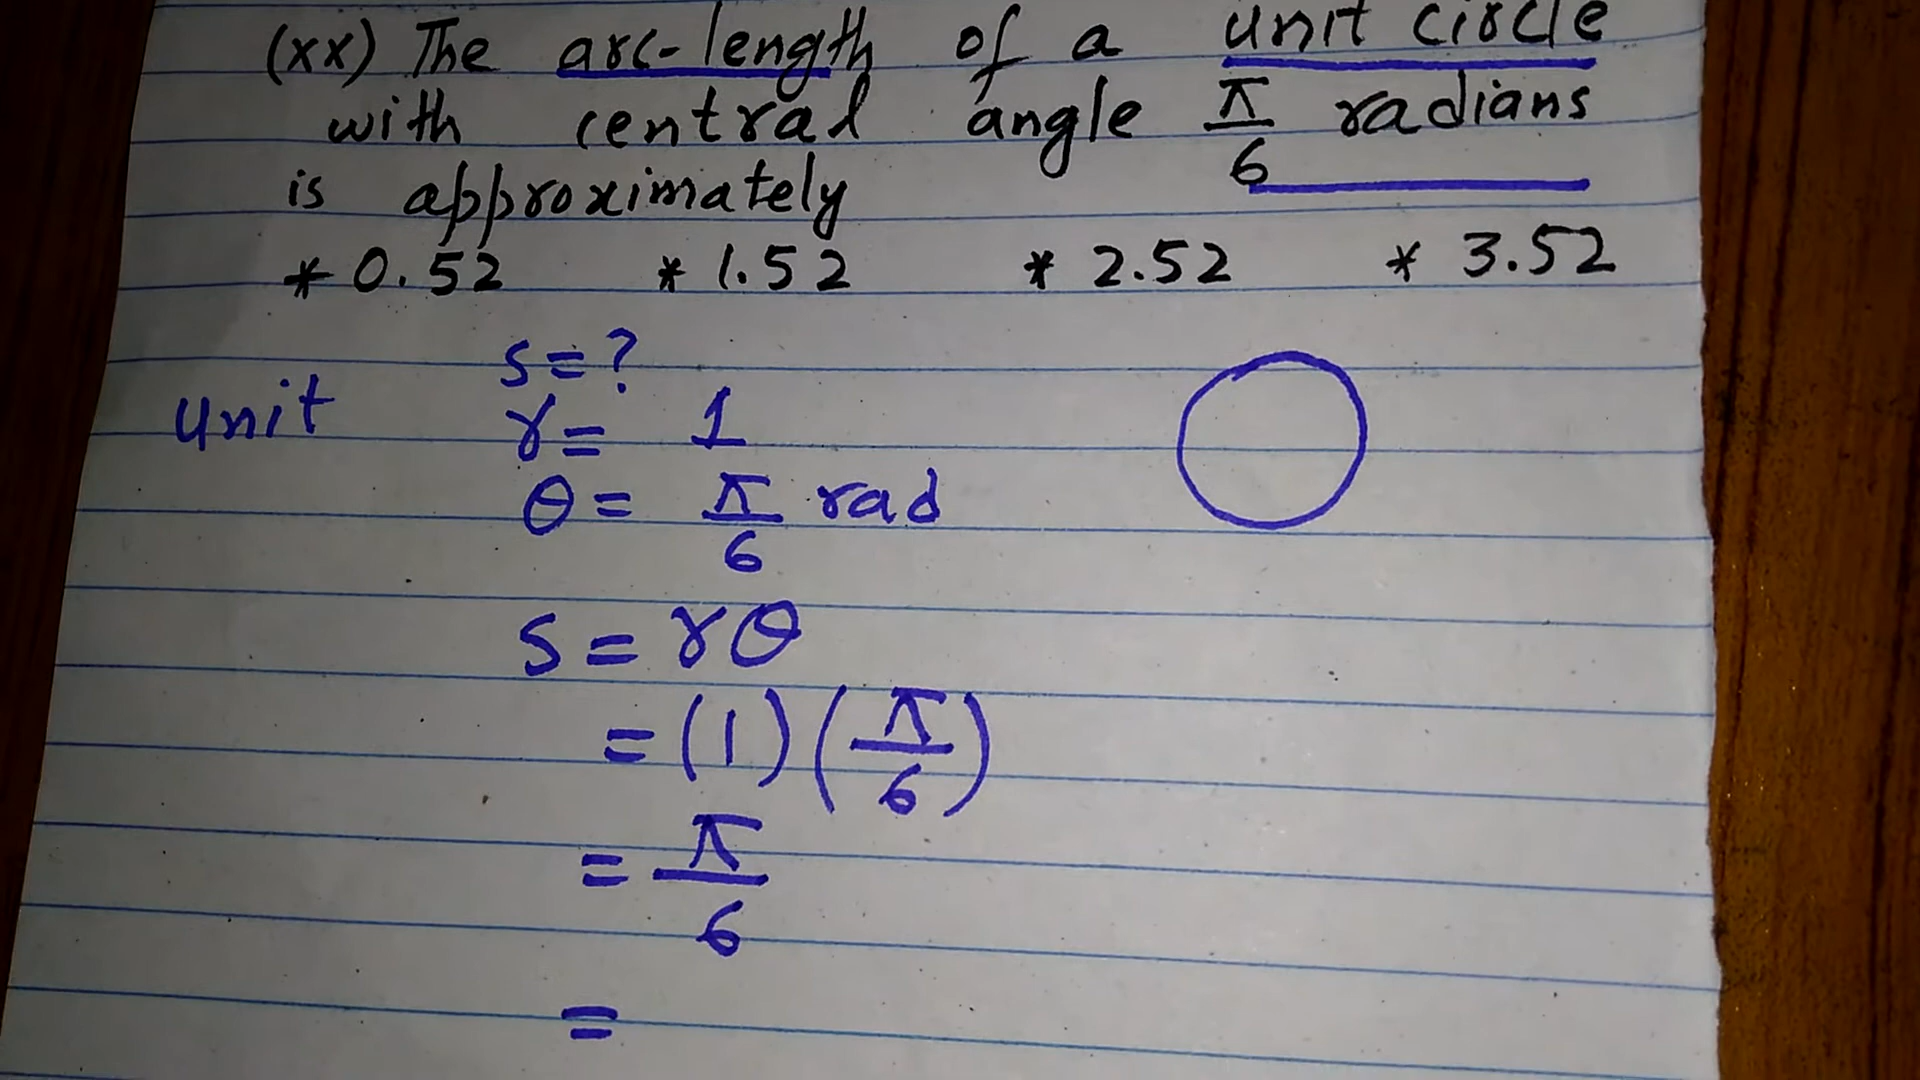 (xx) The arc-length of a unit circle
with central angle π/6 radians
is approximately
* 0.52 * 1.52 * 2.52 * 3.52
s = ?
unit r = 1
θ = π/6 rad
s = rθ
= (1)(π/6)
= π/6
=